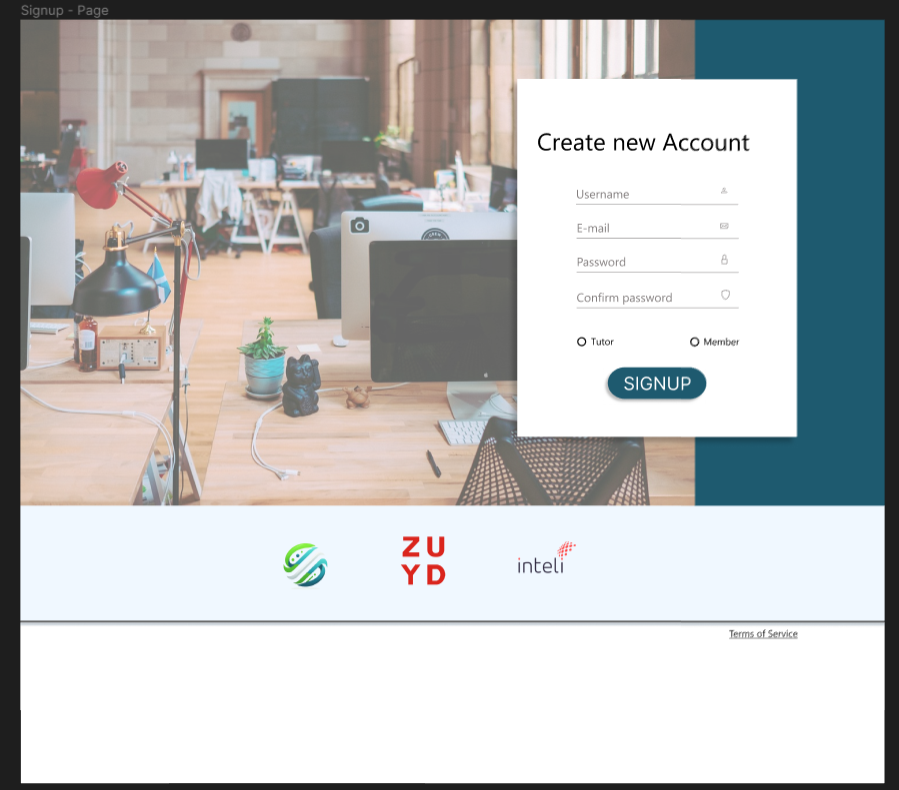 Signup - Page
Create new Account
Username
E-mail
Password
Confirm password
Tutor
Member
SIGNUP
ZU
YD
inteli
Terms of Service